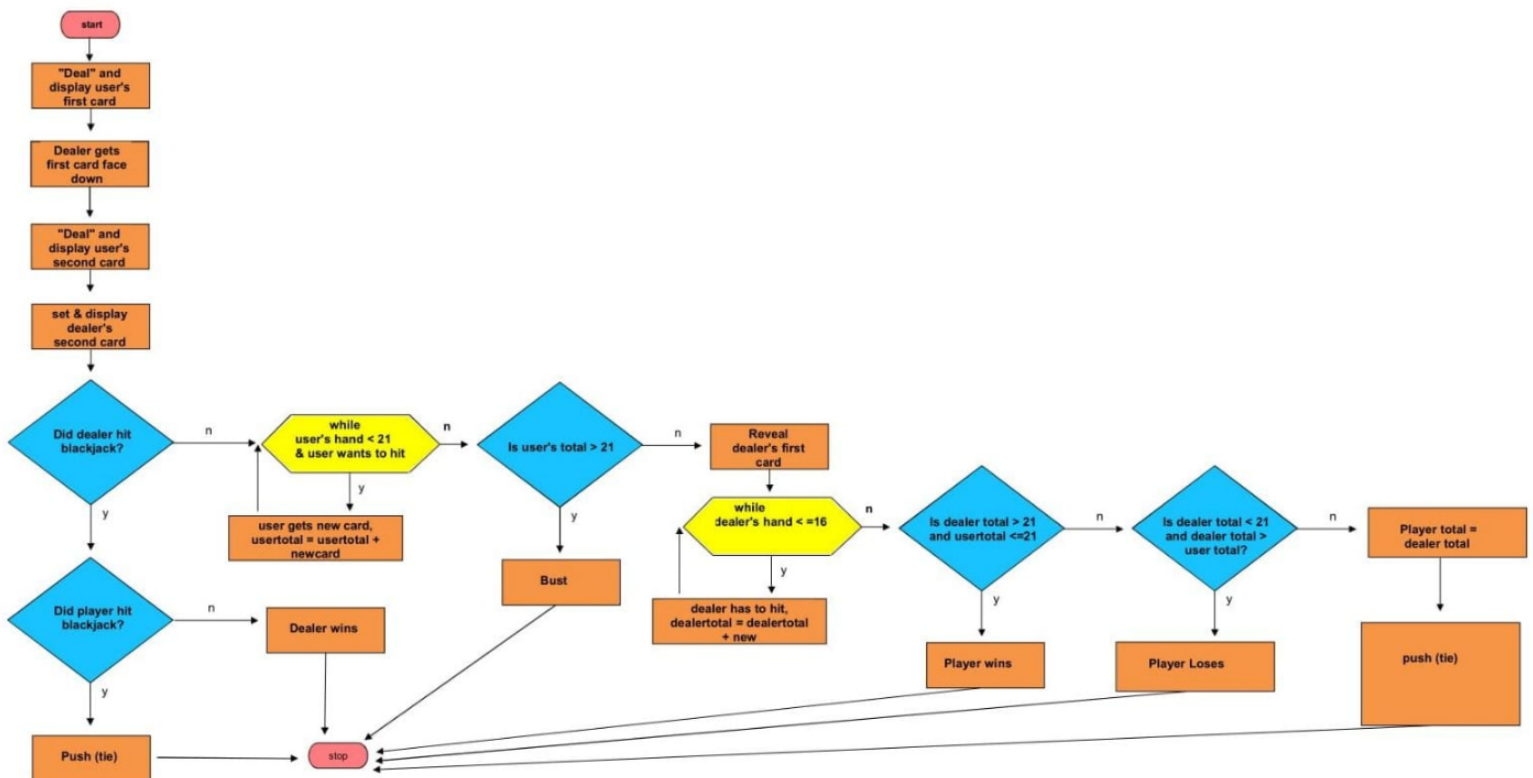 start
"Deal" and
display user's
first card
Dealer gets
first card face
down
"Deal" and
display user's
second card
set & display
dealer's
second card
Did dealer hit
blackjack?
n
y
while
user's hand < 21
& user wants to hit
n
y
user gets new card,
usertotal = usertotal +
newcard
Is user's total > 21
n
y
Bust
Reveal
dealer's first
card
while
dealer's hand < =16
n
y
dealer has to hit,
dealertotal = dealertotal
+ new
Is dealer total > 21
and usertotal <=21
n
y
Player wins
Is dealer total < 21
and dealer total >
user total?
n
y
Player Loses
Player total =
dealer total
push (tie)
Did player hit
blackjack?
n
y
Dealer wins
Push (tie)
stop